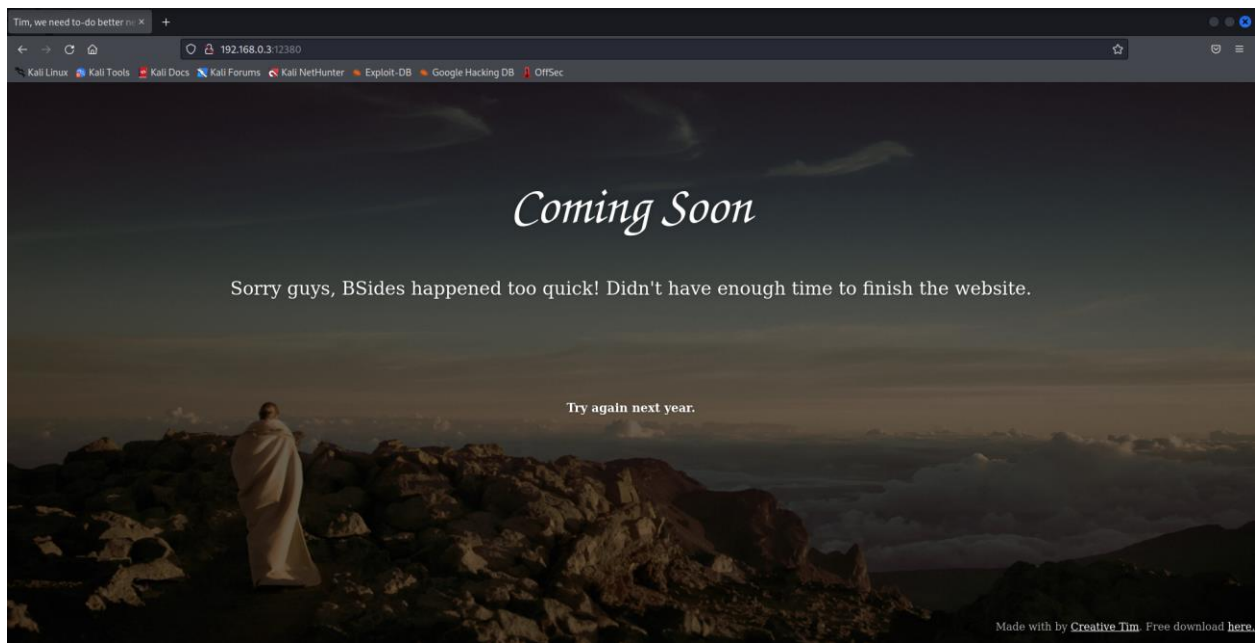 Tim, we need to-do better ne
192.168.0.3:12380
Kali Linux Kali Tools Kali Docs Kali Forums Kali NetHunter Exploit-DB Google Hacking DB OffSec
Coming Soon
Sorry guys, BSides happened too quick! Didn't have enough time to finish the website.
Try again next year.
Made with by Creative Tim. Free download here.